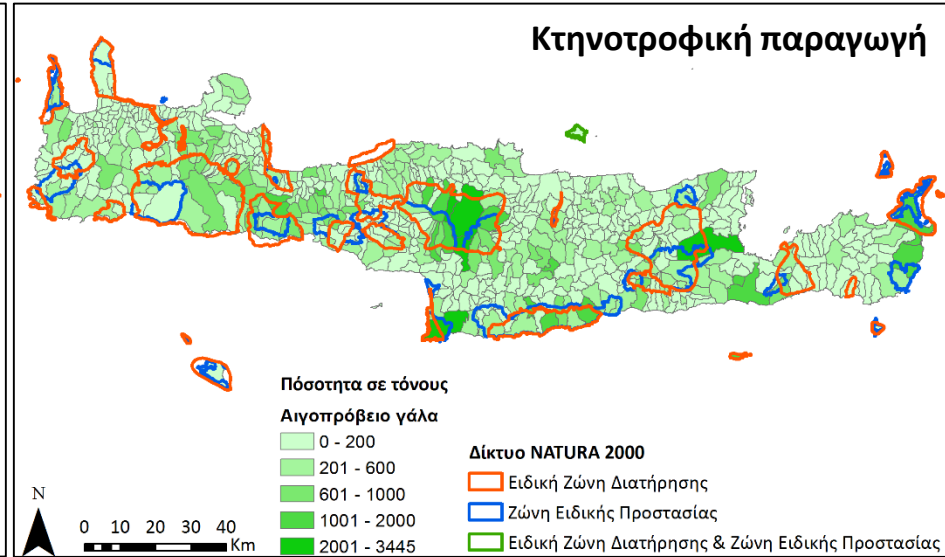 Κτηνοτροφική παραγωγή
Πόσοτητα σε τόνους
Αιγοπρόβειο γάλα
0 - 200
201 - 600
601 - 1000
1001 - 2000
2001 - 3445
Δίκτυο NATURA 2000
Ειδική Ζώνη Διατήρησης
Ζώνη Ειδικής Προστασίας
Ειδική Ζώνη Διατήρησης & Ζώνη Ειδικής Προστασίας
N
0 10 20 30 40
Km